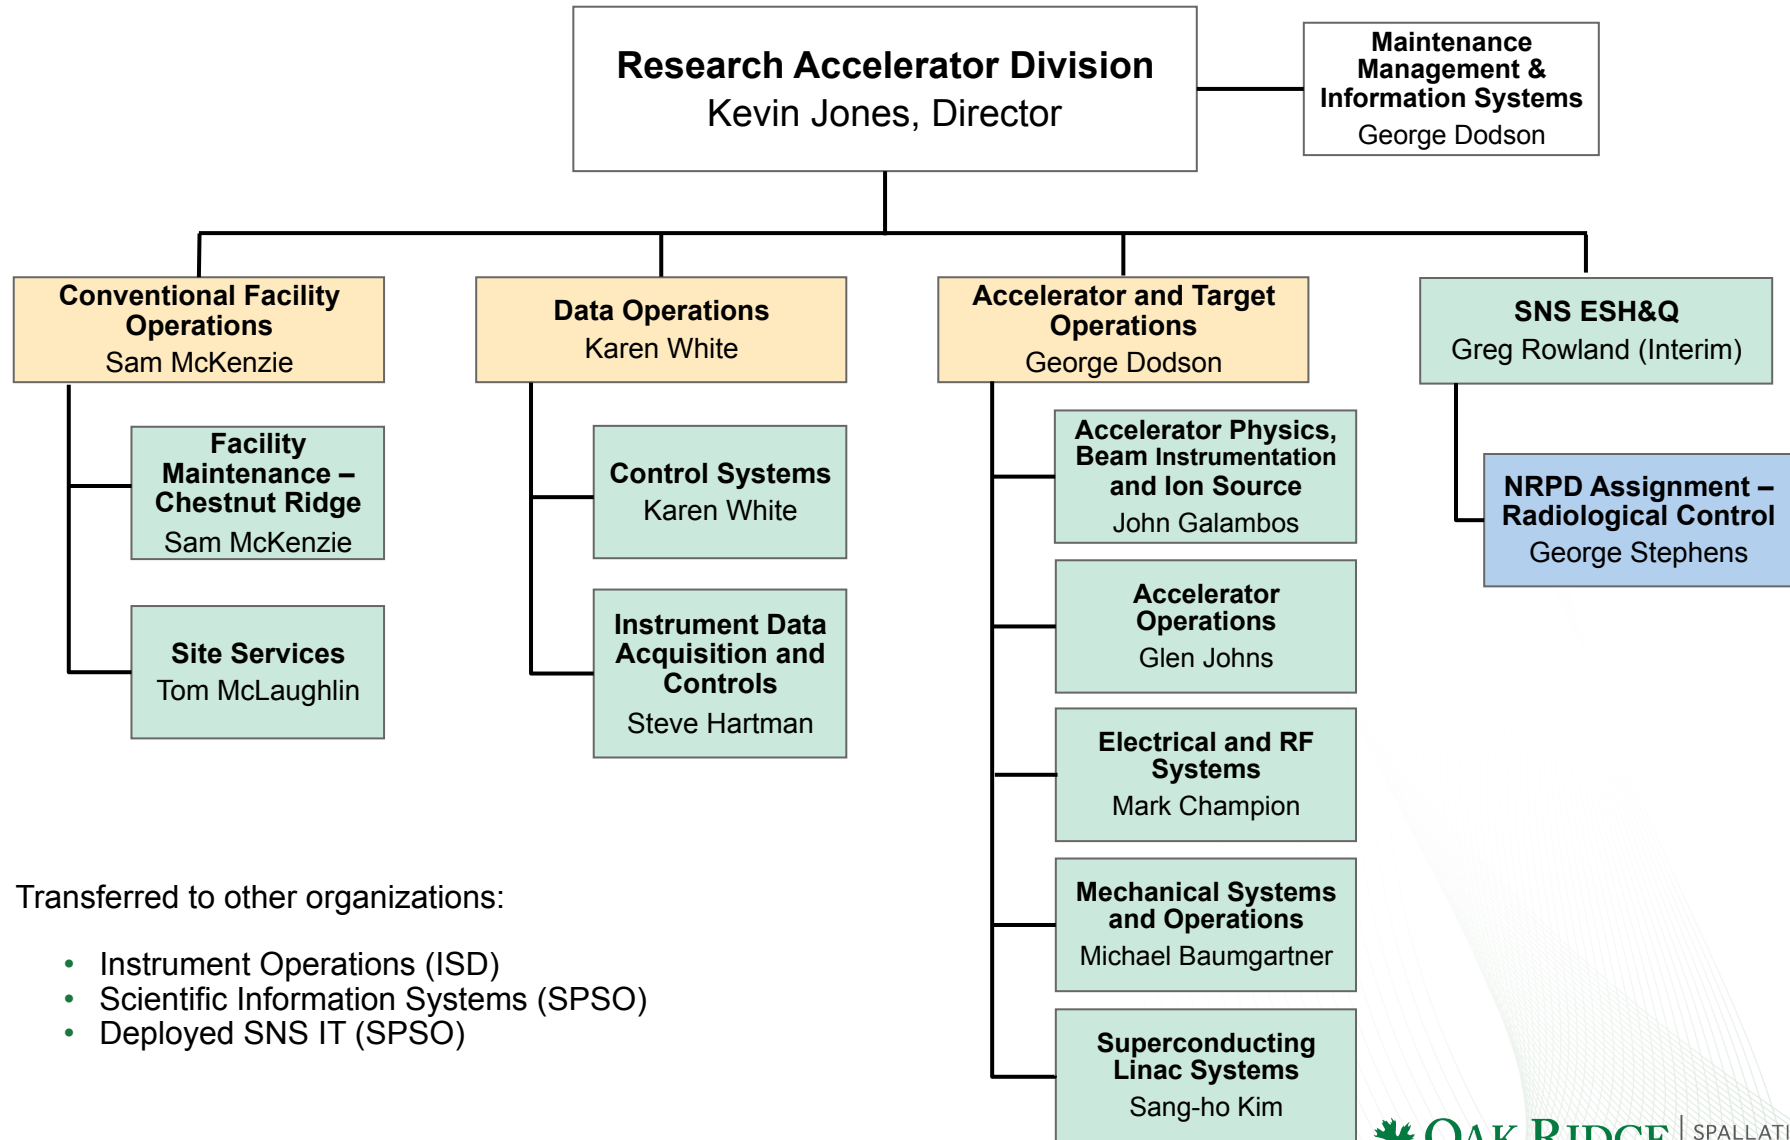 Research Accelerator Division
Kevin Jones, Director
Maintenance
Management &
Information Systems
George Dodson
Conventional Facility
Operations
Sam McKenzie
Facility
Maintenance –
Chestnut Ridge
Sam McKenzie
Site Services
Tom McLaughlin
Data Operations
Karen White
Control Systems
Karen White
Instrument Data
Acquisition and
Controls
Steve Hartman
Accelerator and Target
Operations
George Dodson
Accelerator Physics,
Beam Instrumentation
and Ion Source
John Galambos
Accelerator
Operations
Glen Johns
Electrical and RF
Systems
Mark Champion
Mechanical Systems
and Operations
Michael Baumgartner
Superconducting
Linac Systems
Sang-ho Kim
SNS ESH&Q
Greg Rowland (Interim)
NRPD Assignment –
Radiological Control
George Stephens
Transferred to other organizations:
• Instrument Operations (ISD)
• Scientific Information Systems (SPSO)
• Deployed SNS IT (SPSO)
OAK RIDGE
SPALLATI